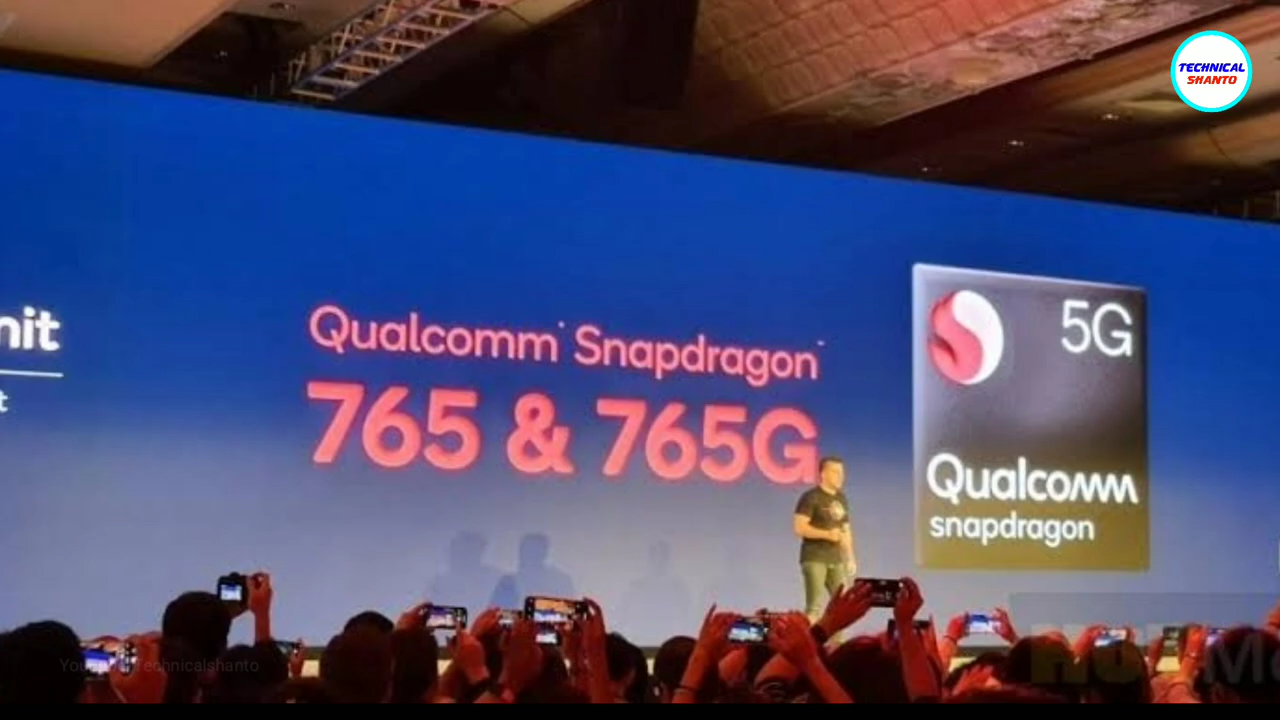 TECHNICAL
SHANTO
nit
t
Qualcomm Snapdragon
765 & 765G
5G
Qualcomm
snapdragon